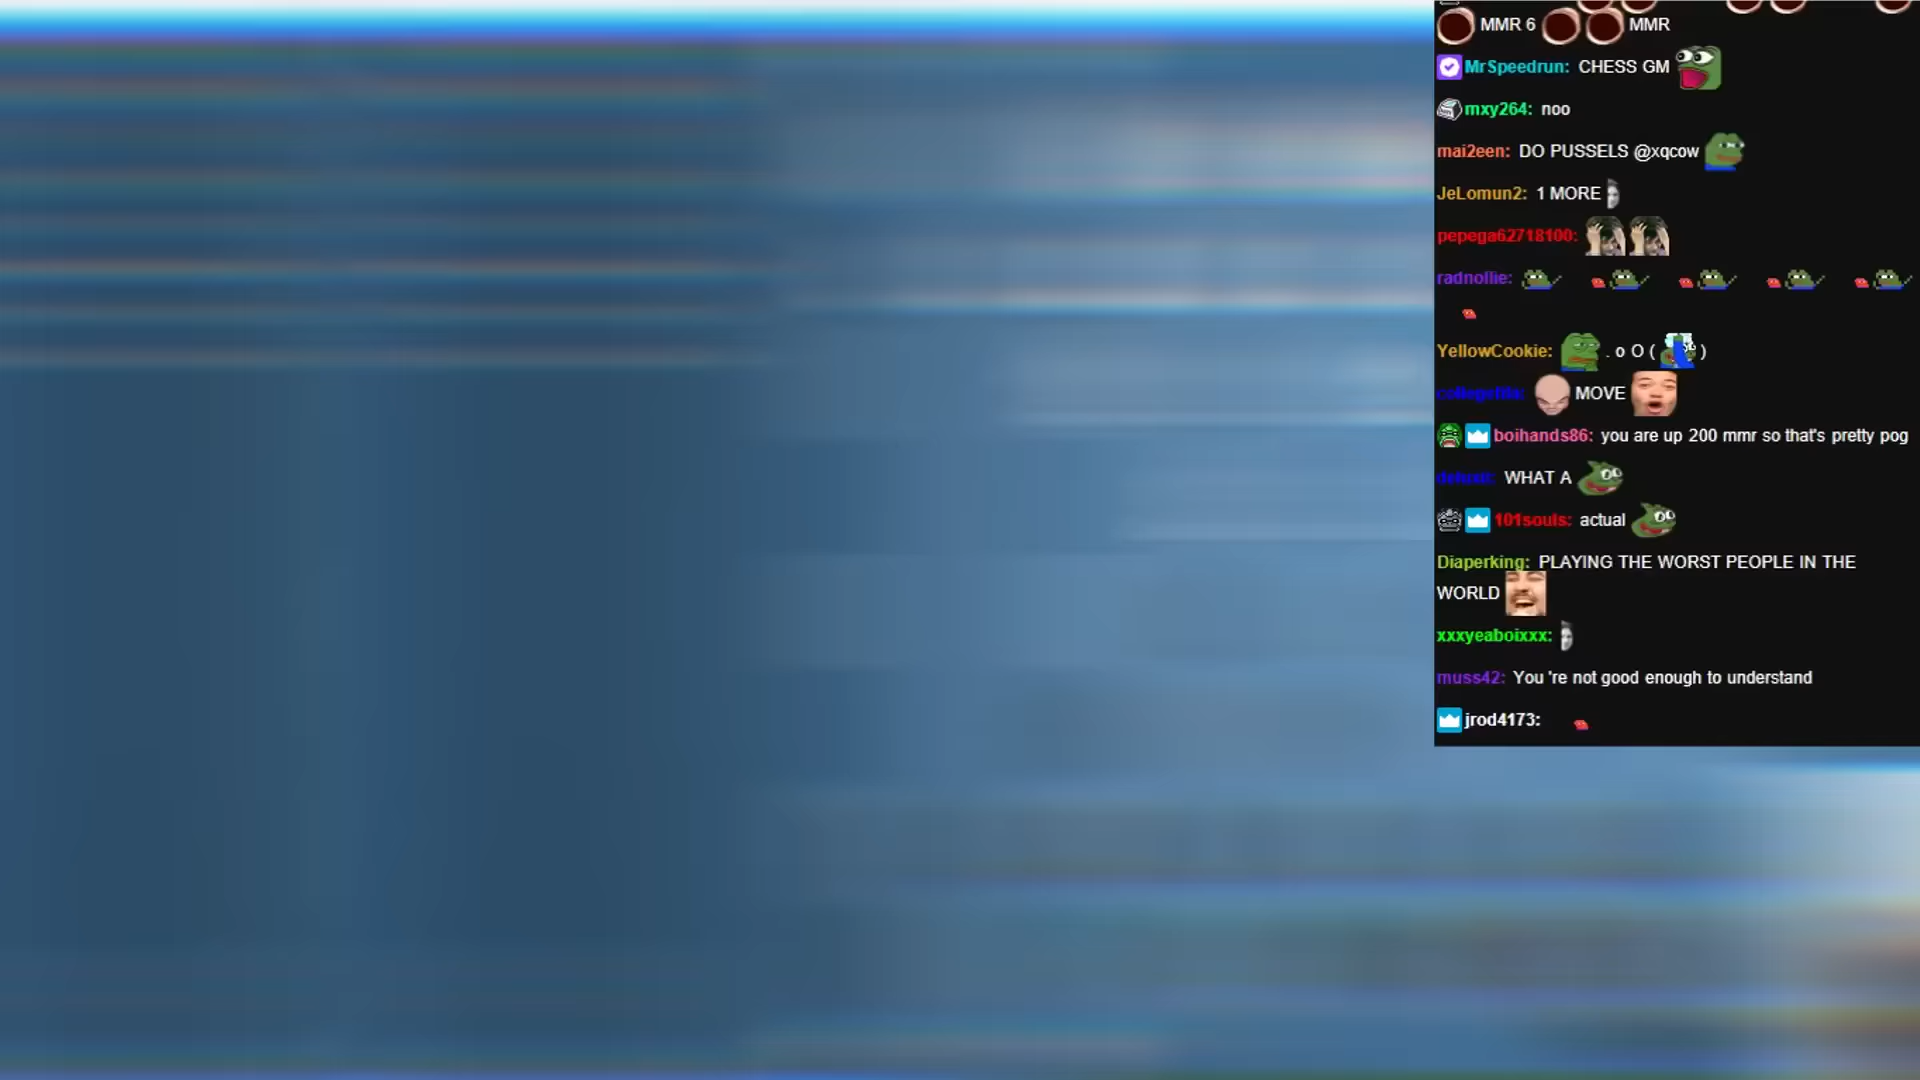 MMR 6 MMR
MrSpeedrun: CHESS GM
mxy264: noo
mai2een: DO PUSSELS @xqcow
JeLomun2: 1 MORE
pepega62718100:
radnollie:
YellowCookie: . o O ( )
MOVE
boihands86: you are up 200 mmr so that's pretty pog
WHAT A
101souls: actual
Diaperking: PLAYING THE WORST PEOPLE IN THE
WORLD
xxxyeaboixxx:
muss42: You 're not good enough to understand
jrod4173: